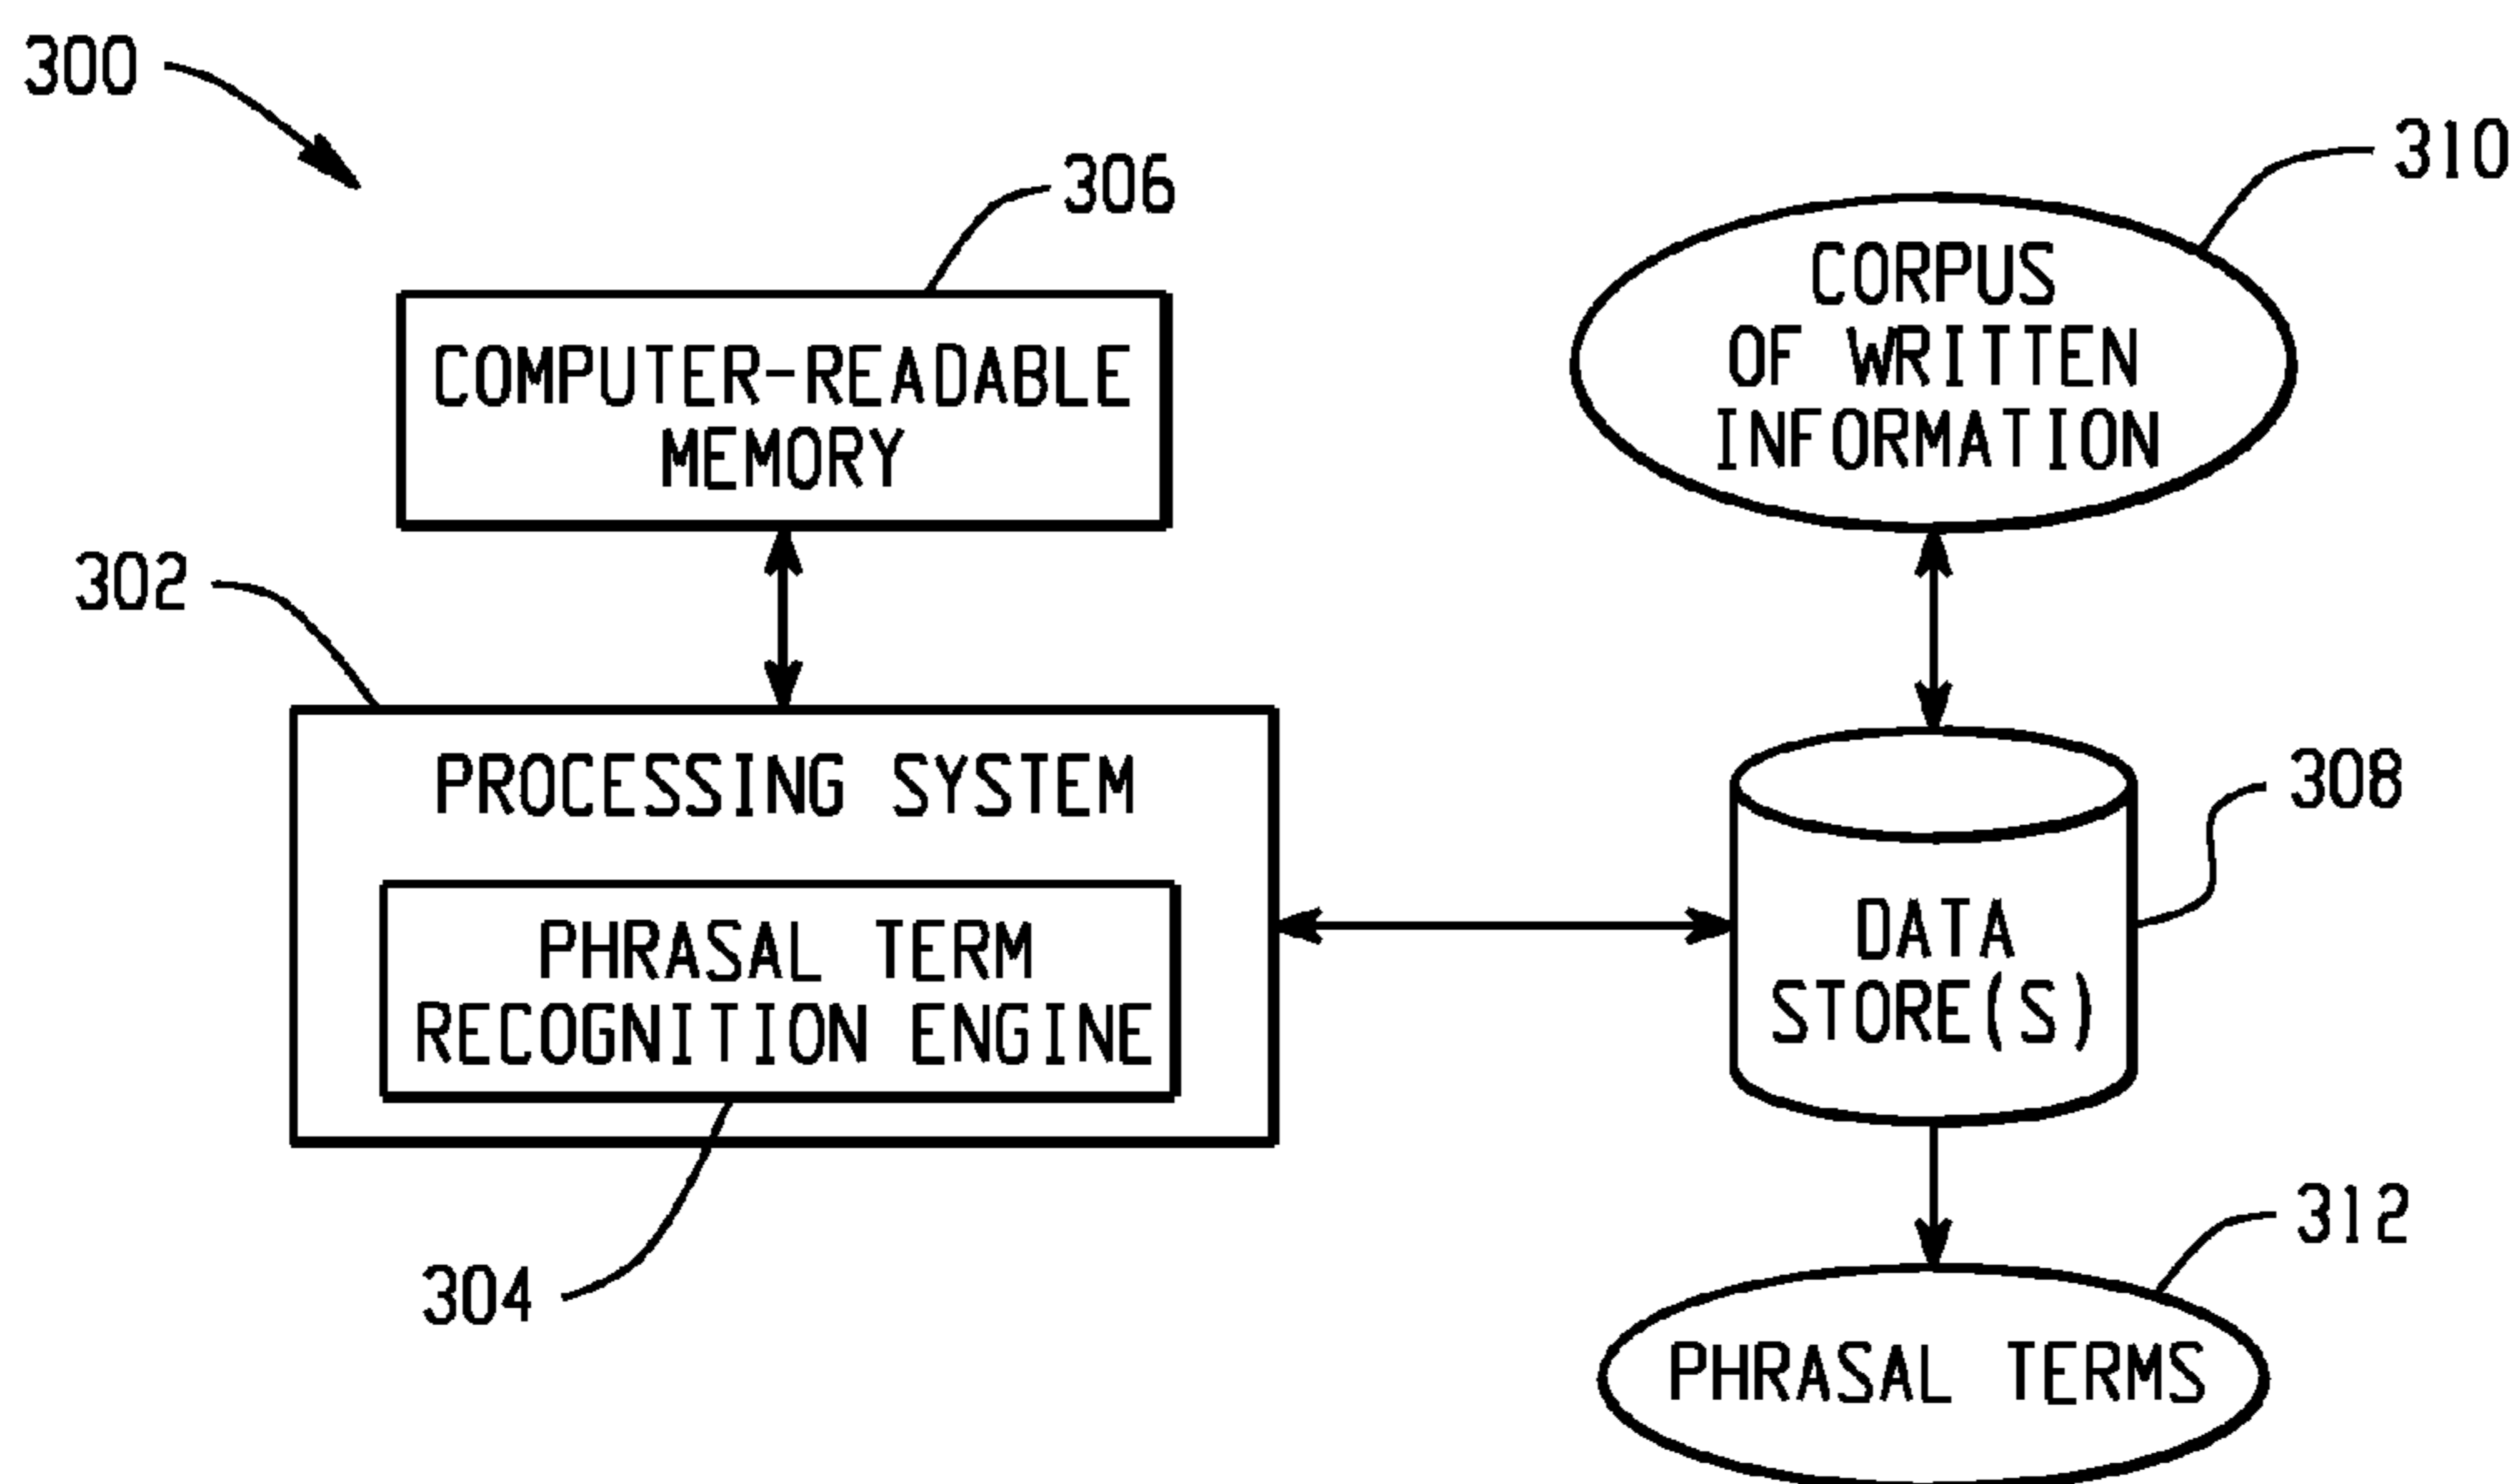 300
306
COMPUTER-READABLE
MEMORY
310
CORPUS
OF WRITTEN
INFORMATION
302
PROCESSING SYSTEM
PHRASAL TERM
RECOGNITION ENGINE
304
308
DATA
STORE(S)
312
PHRASAL TERMS